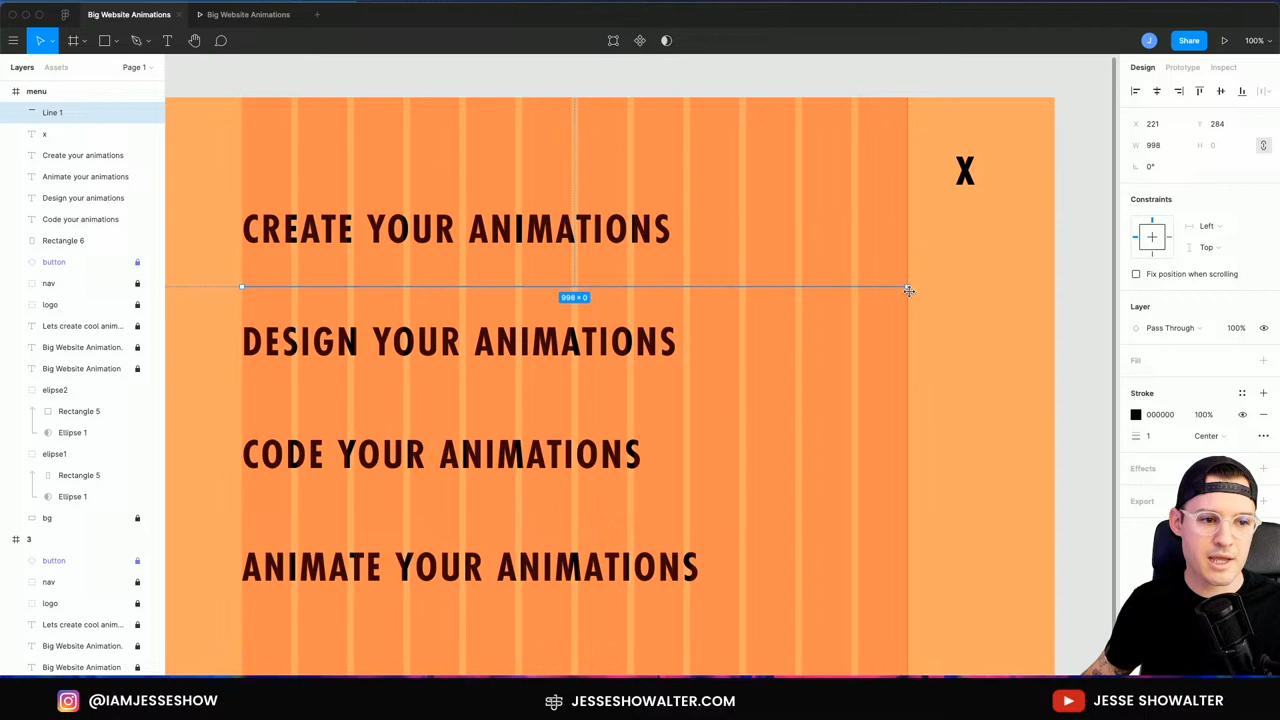 Big Website Animations
Big Website Animations
J
Share
100%
Layers
Assets
Page 1
menu
Line 1
x
Create your animations
Animate your animations
Design your animations
Code your animations
Rectangle 6
button
nav
logo
Lets create cool anim...
Big Website Animation.
Big Website Animation
elipse2
Rectangle 5
Ellipse 1
elipse1
Rectangle 5
Ellipse 1
bg
3
button
nav
logo
Lets create cool anim...
Big Website Animation.
Big Website Animation
X
CREATE YOUR ANIMATIONS
998 × 0
DESIGN YOUR ANIMATIONS
CODE YOUR ANIMATIONS
ANIMATE YOUR ANIMATIONS
Design
Prototype
Inspect
X 221
Y 284
W 998
H 0
0°
Constraints
Left
Top
Fix position when scrolling
Layer
Pass Through
100%
Fill
Stroke
000000
100%
1
Center
Effects
Export
@IAMJESSESHOW
JESSESHOWALTER.COM
JESSE SHOWALTER